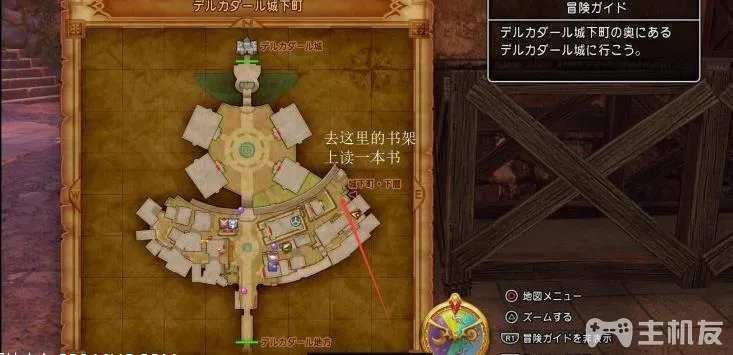 デルカダール城下町
冒険ガイド
デルカダール城下町の奥にある
デルカダール城に行こう。
N
デルカダール城
去这里的书架
上读一本书
城下町・下層
W
E
デルカダール地方
地図メニュー
ズームする
R1 冒険ガイドを非表示
主机友